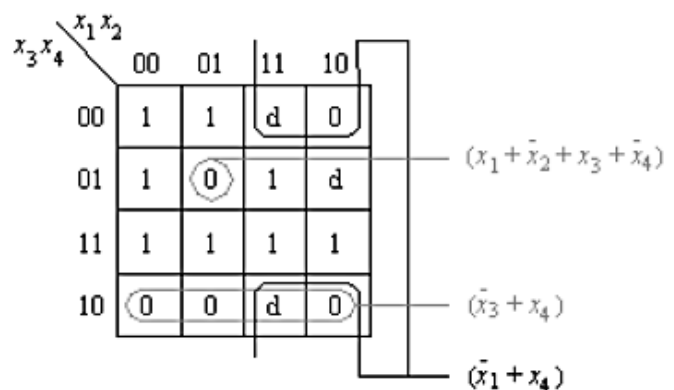 x₁x₂
x₃x₄
00 01 11 10
00 1 1 d 0
(x₁ + x̄₂ + x₃ + x̄₄)
01 1 0 1 d
11 1 1 1 1
10 0 0 d 0
(x̄₃ + x₄)
(x̄₁ + x₄)